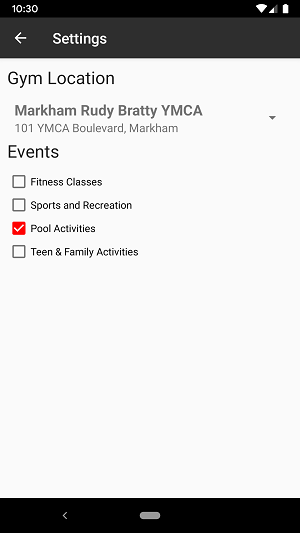 10:30
Settings
Gym Location
Markham Rudy Bratty YMCA
101 YMCA Boulevard, Markham
Events
Fitness Classes
Sports and Recreation
Pool Activities
Teen & Family Activities